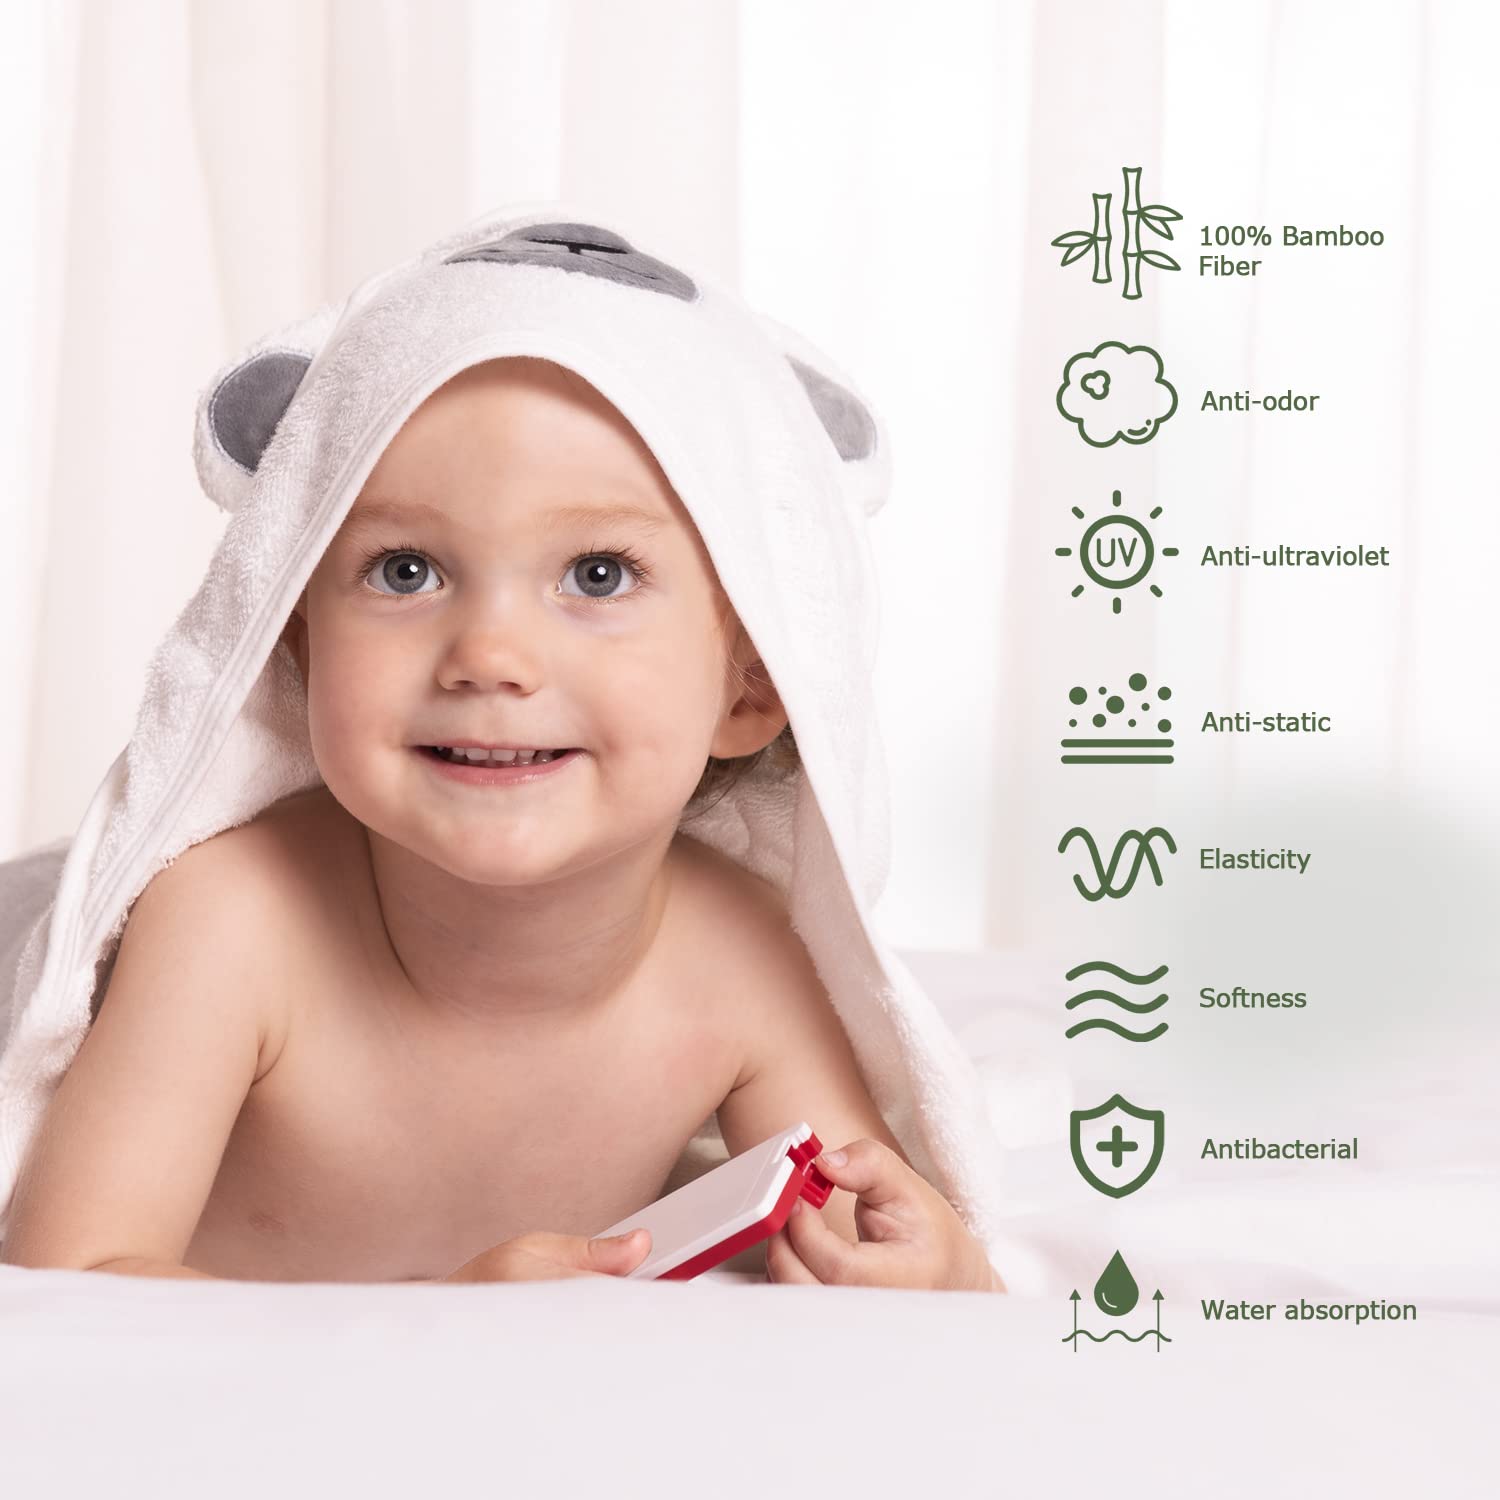 100% Bamboo
Fiber
Anti-odor
UV
Anti-ultraviolet
Anti-static
Elasticity
Softness
Antibacterial
Water absorption